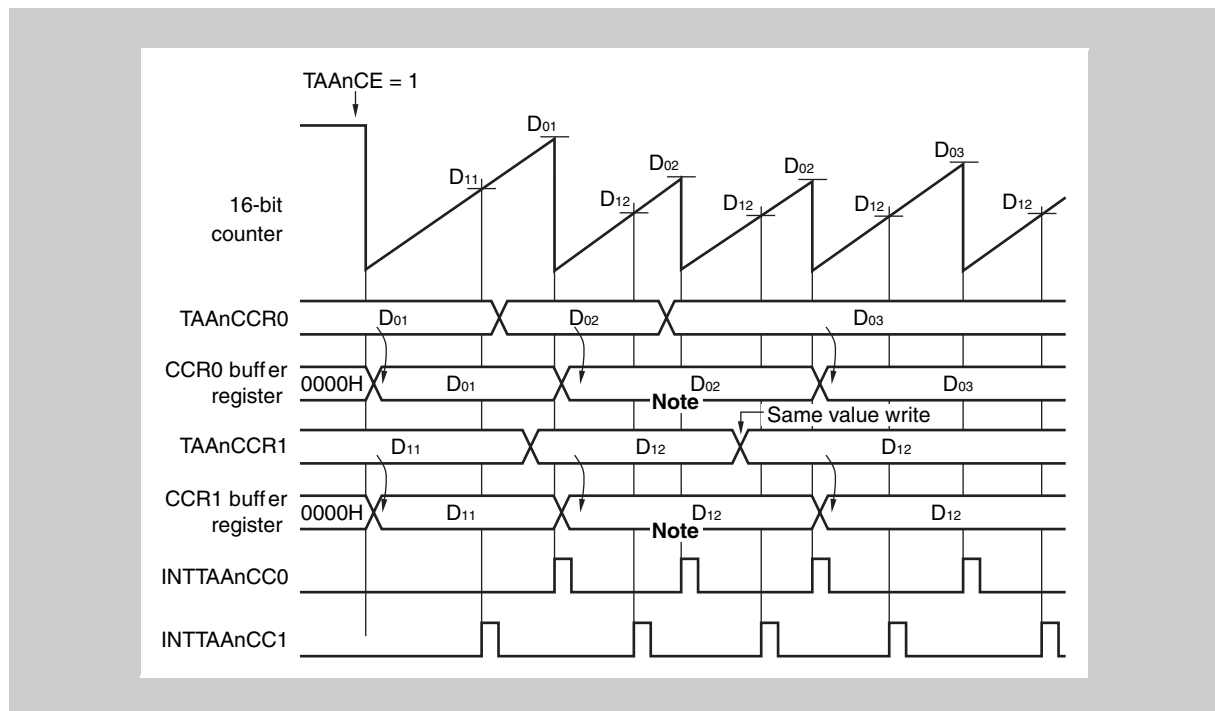 TAAnCE = 1
D01
D02
D02
D03
D11
D12
D12
D12
D12
16-bit
counter
TAAnCCR0
D01
D02
D03
CCR0 buffer
register
0000H
D01
D02
Note
D03
Same value write
TAAnCCR1
D11
D12
D12
CCR1 buffer
register
0000H
D11
D12
Note
D12
INTTAAnCC0
INTTAAnCC1